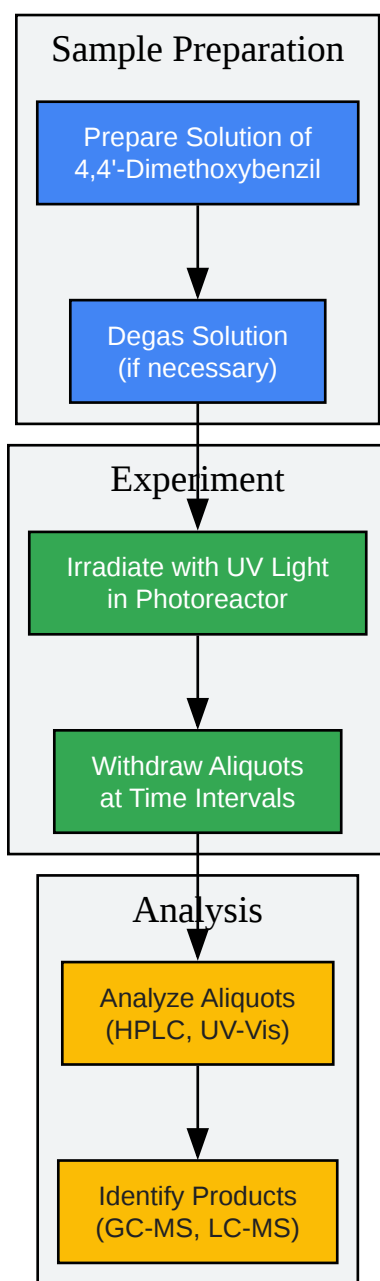 Sample Preparation
Prepare Solution of
4,4'-Dimethoxybenzil
Degas Solution
(if necessary)
Experiment
Irradiate with UV Light
in Photoreactor
Withdraw Aliquots
at Time Intervals
Analysis
Analyze Aliquots
(HPLC, UV-Vis)
Identify Products
(GC-MS, LC-MS)